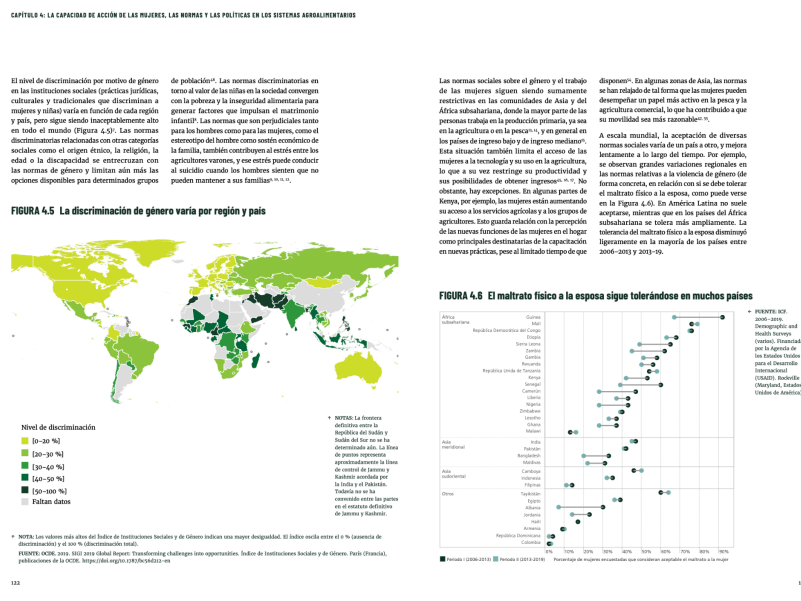 CAPÍTULO 4: LA CAPACIDAD DE ACCIÓN DE LAS MUJERES, LAS NORMAS Y LAS POLÍTICAS EN LOS SISTEMAS AGROALIMENTARIOS
El nivel de discriminación por motivo de género
en las instituciones sociales (prácticas jurídicas,
culturales y tradicionales que discriminan a
mujeres y niñas) varía en función de cada región
y país, pero sigue siendo inaceptablemente alto
en todo el mundo (Figura 4.5). Las normas
discriminatorias relacionadas con otras categorías
sociales como el origen étnico, la religión, la
edad o la discapacidad se entrecruzan con
las normas de género y limitan aún más las
opciones disponibles para determinados grupos
de población. Las normas discriminatorias en
torno al valor de las niñas en la sociedad convergen
con la pobreza y la inseguridad alimentaria para
generar factores que impulsan el matrimonio
infantil. Las normas que son perjudiciales tanto
para los hombres como para las mujeres, como el
estereotipo del hombre como sostén económico de
la familia, también contribuyen al estrés entre los
agricultores varones, y ese estrés puede conducir
al suicidio cuando los hombres sienten que no
pueden mantener a sus familias
FIGURA 4.5 La discriminación de género varía por región y país
Nivel de discriminación
[0–20 %]
[20–30 %]
[30–40 %]
[40–50 %]
[50–100 %]
Faltan datos
NOTAS: La frontera
definitiva entre la
República del Sudán y
Sudán del Sur no se ha
determinado aún. La línea
de puntos representa
aproximadamente la línea
de control de Jammu y
Kashmir acordada por
la India y el Pakistán.
Todavía no se ha
convenido entre las partes
en el estatuto definitivo
de Jammu y Kashmir.
NOTA: Los valores más altos del Índice de Instituciones Sociales y de Género indican una mayor desigualdad. El índice oscila entre el 0 % (ausencia de
discriminación) y el 100 % (discriminación total).
FUENTE: OCDE. 2019. SIGI 2019 Global Report: Transforming challenges into opportunities. Índice de Instituciones Sociales y de Género. París (Francia),
publicaciones de la OCDE. https://doi.org/10.1787/bc56d212-en
122
Las normas sociales sobre el género y el trabajo
de las mujeres siguen siendo sumamente
restrictivas en las comunidades de Asia y del
África subsahariana, donde la mayor parte de las
personas trabaja en la producción primaria, ya sea
en la agricultura o en la pesca, y en general en
los países de ingreso bajo y de ingreso mediano
Esta situación también limita el acceso de las
mujeres a la tecnología y su uso en la agricultura,
lo que a su vez restringe su productividad y
sus posibilidades de obtener ingresos. No
obstante, hay excepciones. En algunas partes de
Kenya, por ejemplo, las mujeres están aumentando
su acceso a los servicios agrícolas y a los grupos de
agricultores. Esto guarda relación con la percepción
de las nuevas funciones de las mujeres en el hogar
como principales destinatarias de la capacitación
en nuevas prácticas, pese al limitado tiempo de que
disponen. En algunas zonas de Asia, las normas
se han relajado de tal forma que las mujeres pueden
desempeñar un papel más activo en la pesca y la
agricultura comercial, lo que ha contribuido a que
su movilidad sea más razonable
A escala mundial, la aceptación de diversas
normas sociales varía de un país a otro, y mejora
lentamente a lo largo del tiempo. Por ejemplo,
se observan grandes variaciones regionales en
las normas relativas a la violencia de género (de
forma concreta, en relación con si se debe tolerar
el maltrato físico a la esposa, como puede verse
en la Figura 4.6). En América Latina no suele
aceptarse, mientras que en los países del África
subsahariana se tolera más ampliamente. La
tolerancia del maltrato físico a la esposa disminuyó
ligeramente en la mayoría de los países entre
2006–2013 y 2013–19.
FIGURA 4.6 El maltrato físico a la esposa sigue tolerándose en muchos países
África
subsahariana
Guinea
Malí
República Democrática del Congo
Etiopía
Sierra Leona
Zambia
Gambia
Rwanda
República Unida de Tanzanía
Kenya
Senegal
Camerún
Liberia
Nigeria
Zimbabwe
Lesotho
Ghana
Malawi
Asia
meridional
India
Pakistán
Bangladesh
Maldivas
Asia
sudoriental
Camboya
Indonesia
Filipinas
Otros
Tayikistán
Egipto
Albania
Jordania
Haití
Armenia
República Dominicana
Colombia
0% 10% 20% 30% 40% 50% 60% 70% 80% 90%
Período I (2006-2013) Período II (2013-2019) Porcentaje de mujeres encuestadas que consideran aceptable el maltrato a la mujer
FUENTE: ICF.
2006–2019.
Demographic and
Health Surveys
(varios). Financiad
por la Agencia de
los Estados Unidos
para el Desarrollo
Internacional
(USAID). Rockville
(Maryland, Estados
Unidos de América)
1